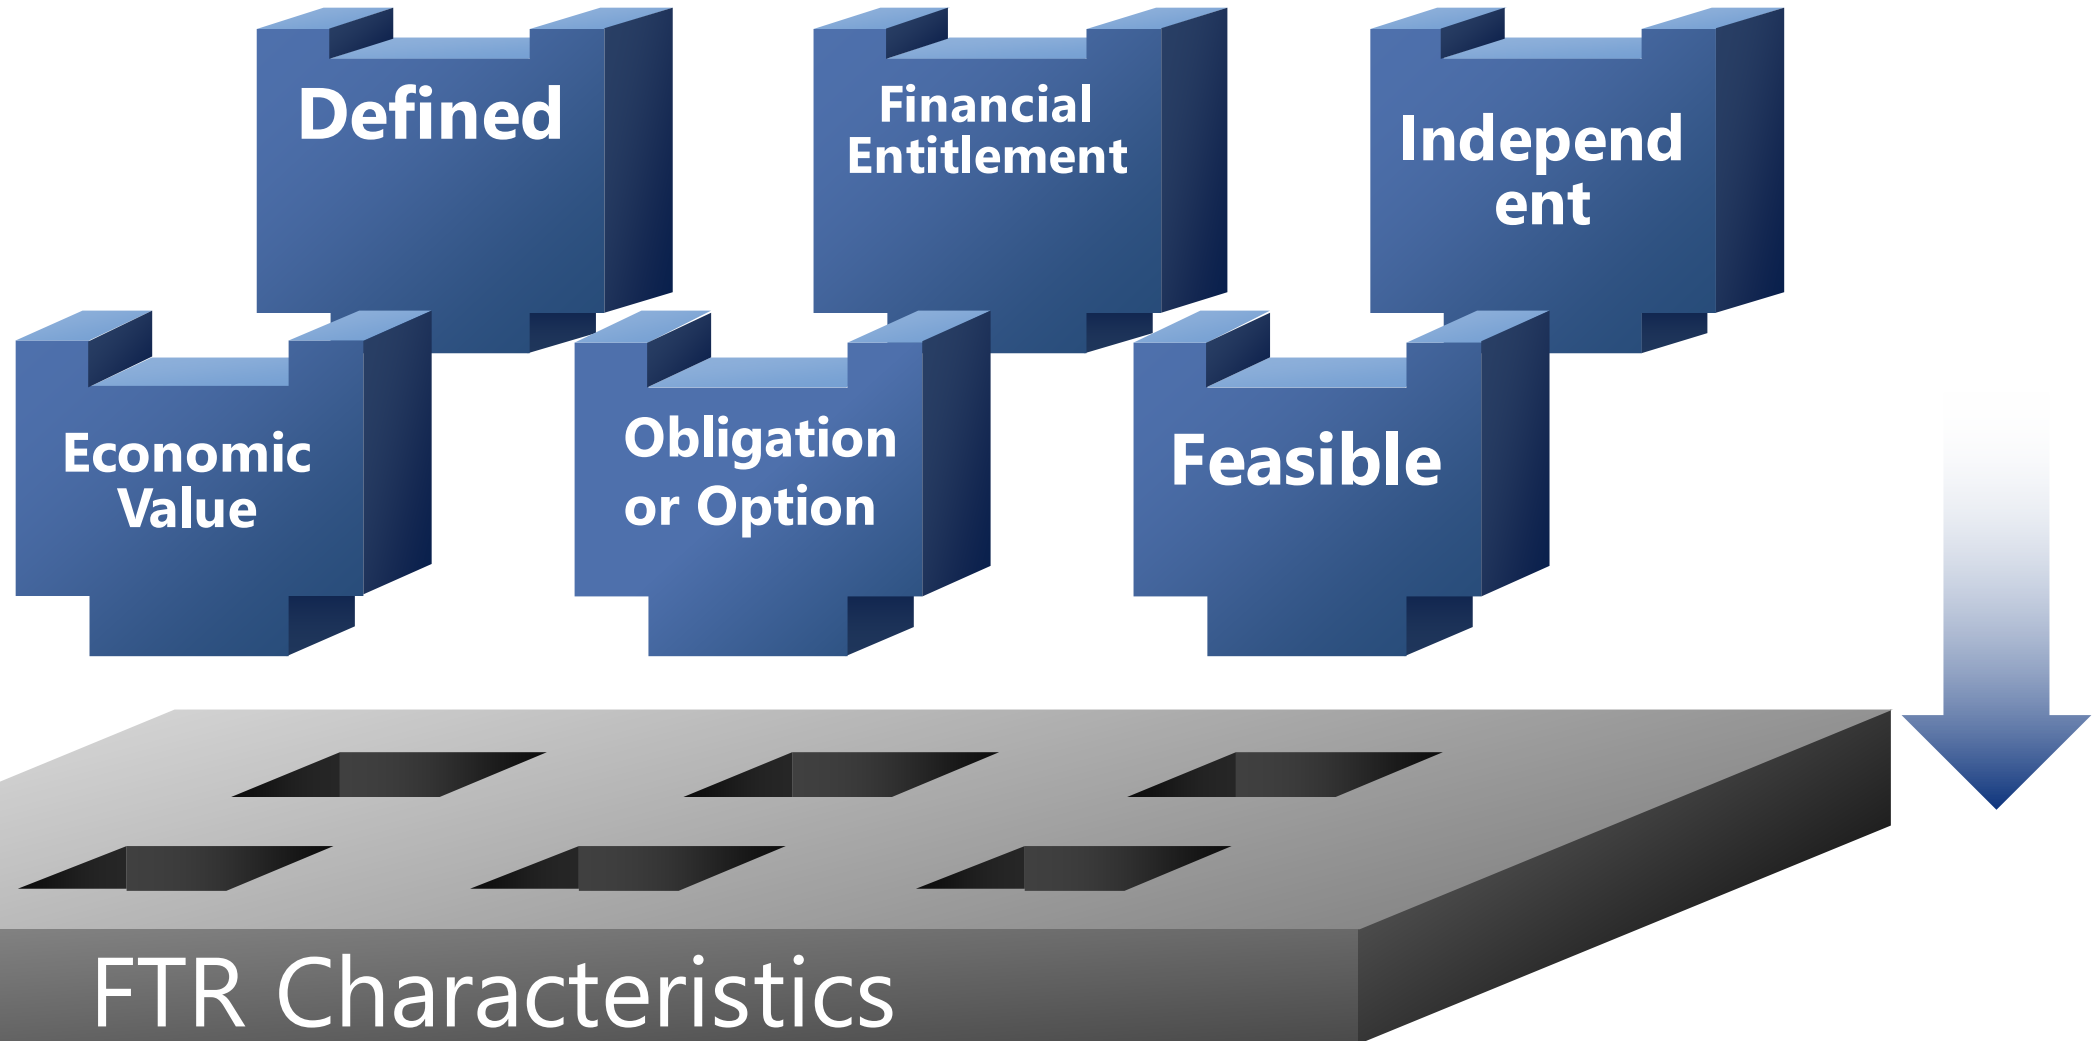 Defined
Financial
Entitlement
Independ
ent
Economic
Value
Obligation
or Option
Feasible
FTR Characteristics